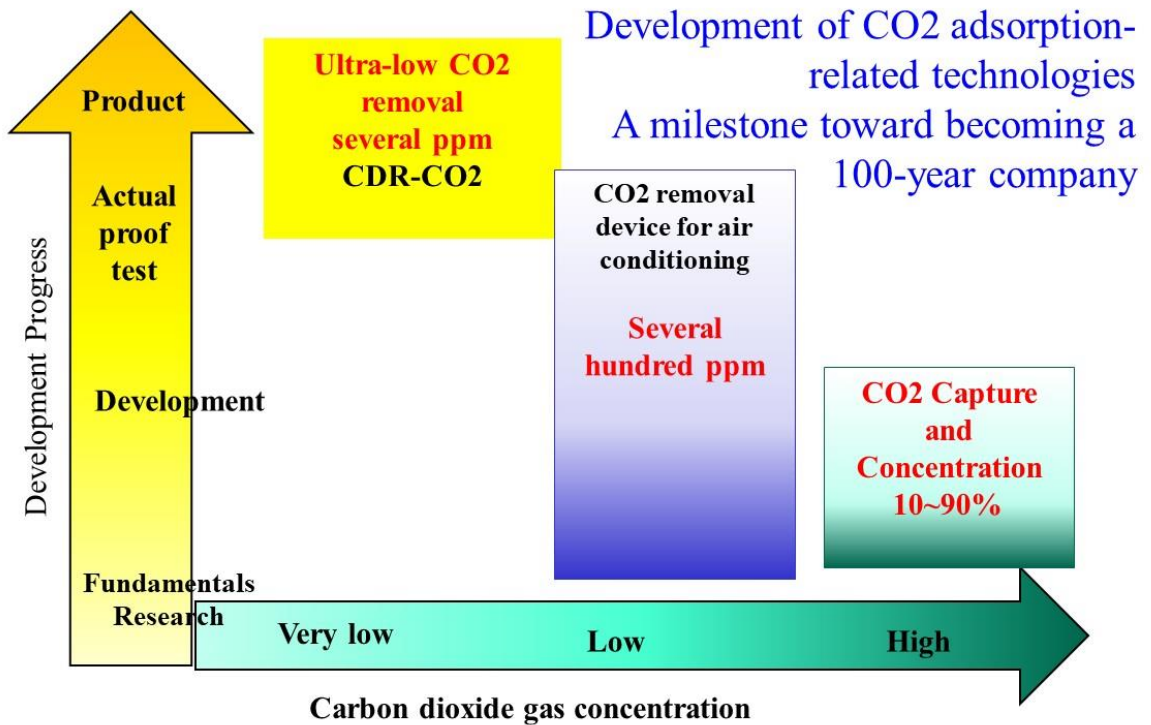 Development of CO2 adsorption-
related technologies
A milestone toward becoming a
100-year company
Product
Actual
proof
test
Development
Fundamentals
Research
Development Progress
Ultra-low CO2
removal
several ppm
CDR-CO2
CO2 removal
device for air
conditioning
Several
hundred ppm
CO2 Capture
and
Concentration
10~90%
Very low
Low
High
Carbon dioxide gas concentration